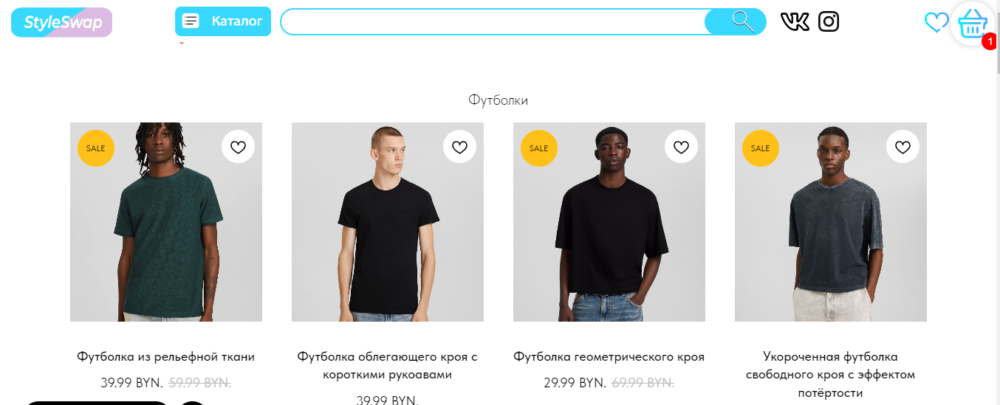 StyleSwap
Каталог
1
Футболки
SALE
SALE
SALE
Футболка из рельефной ткани
39.99 BYN. 59.99 BYN.
Футболка облегающего кроя с
короткими рукоавами
39.99 BYN.
Футболка геометрического кроя
29.99 BYN. 69.99 BYN.
Укороченная футболка
свободного кроя с эффектом
потёртости